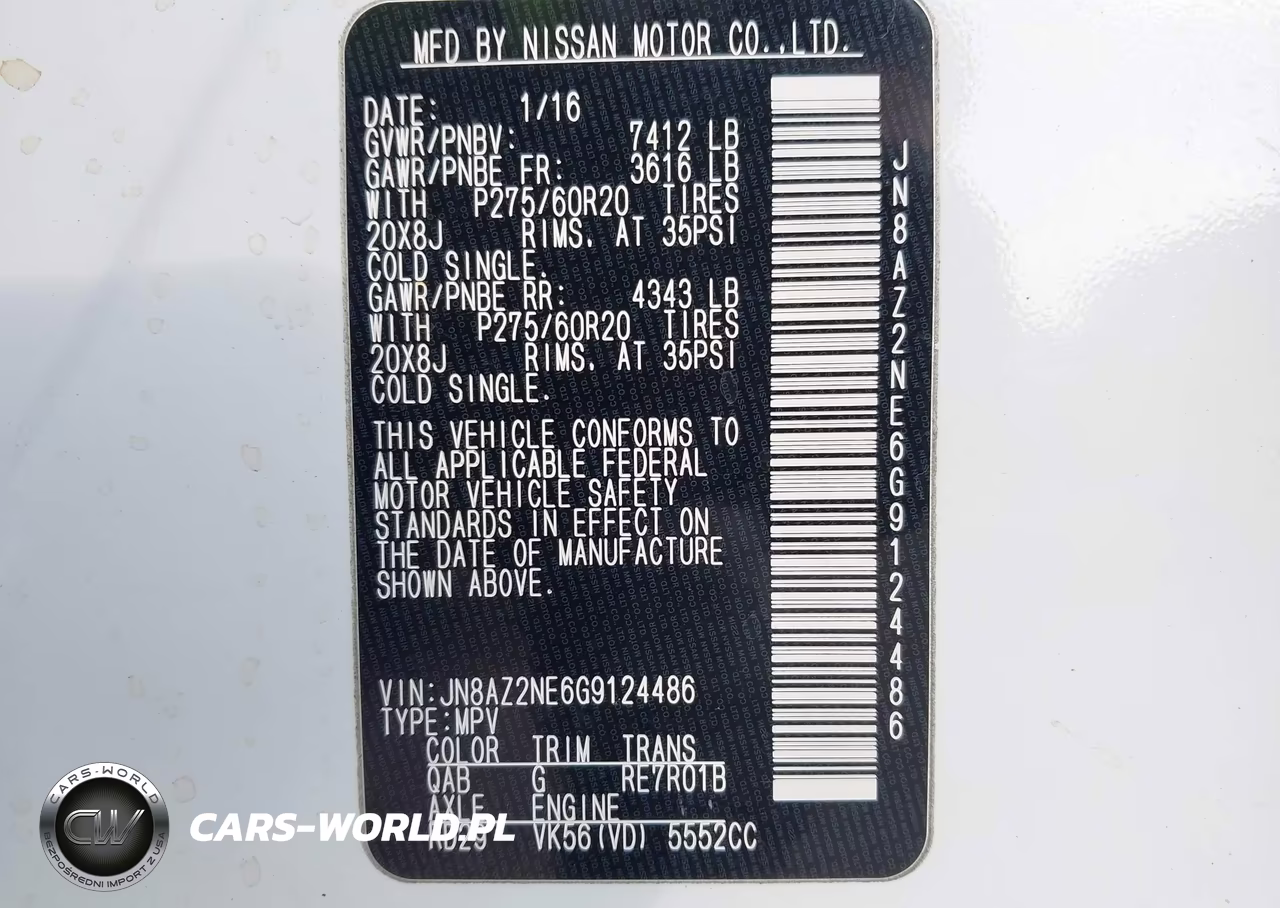 MFD BY NISSAN MOTOR CO.,LTD.
DATE: 1/16
GVWR/PNBV: 7412 LB
GAWR/PNBE FR: 3616 LB
WITH P275/60R20 TIRES
20X8J RIMS. AT 35PSI
COLD SINGLE.
GAWR/PNBE RR: 4343 LB
WITH P275/60R20 TIRES
20X8J RIMS. AT 35PSI
COLD SINGLE.
THIS VEHICLE CONFORMS TO
ALL APPLICABLE FEDERAL
MOTOR VEHICLE SAFETY
STANDARDS IN EFFECT ON
THE DATE OF MANUFACTURE
SHOWN ABOVE.
VIN:JN8AZ2NE6G9124486
TYPE:MPV
COLOR TRIM TRANS
QAB G RE7R01B
AXLE ENGINE
VK56(VD) 5552CC
JN8AZ2NE6G9124486
CARS-WORLD
CW
BEZPOŚREDNI IMPORT Z USA
CARS-WORLD.PL